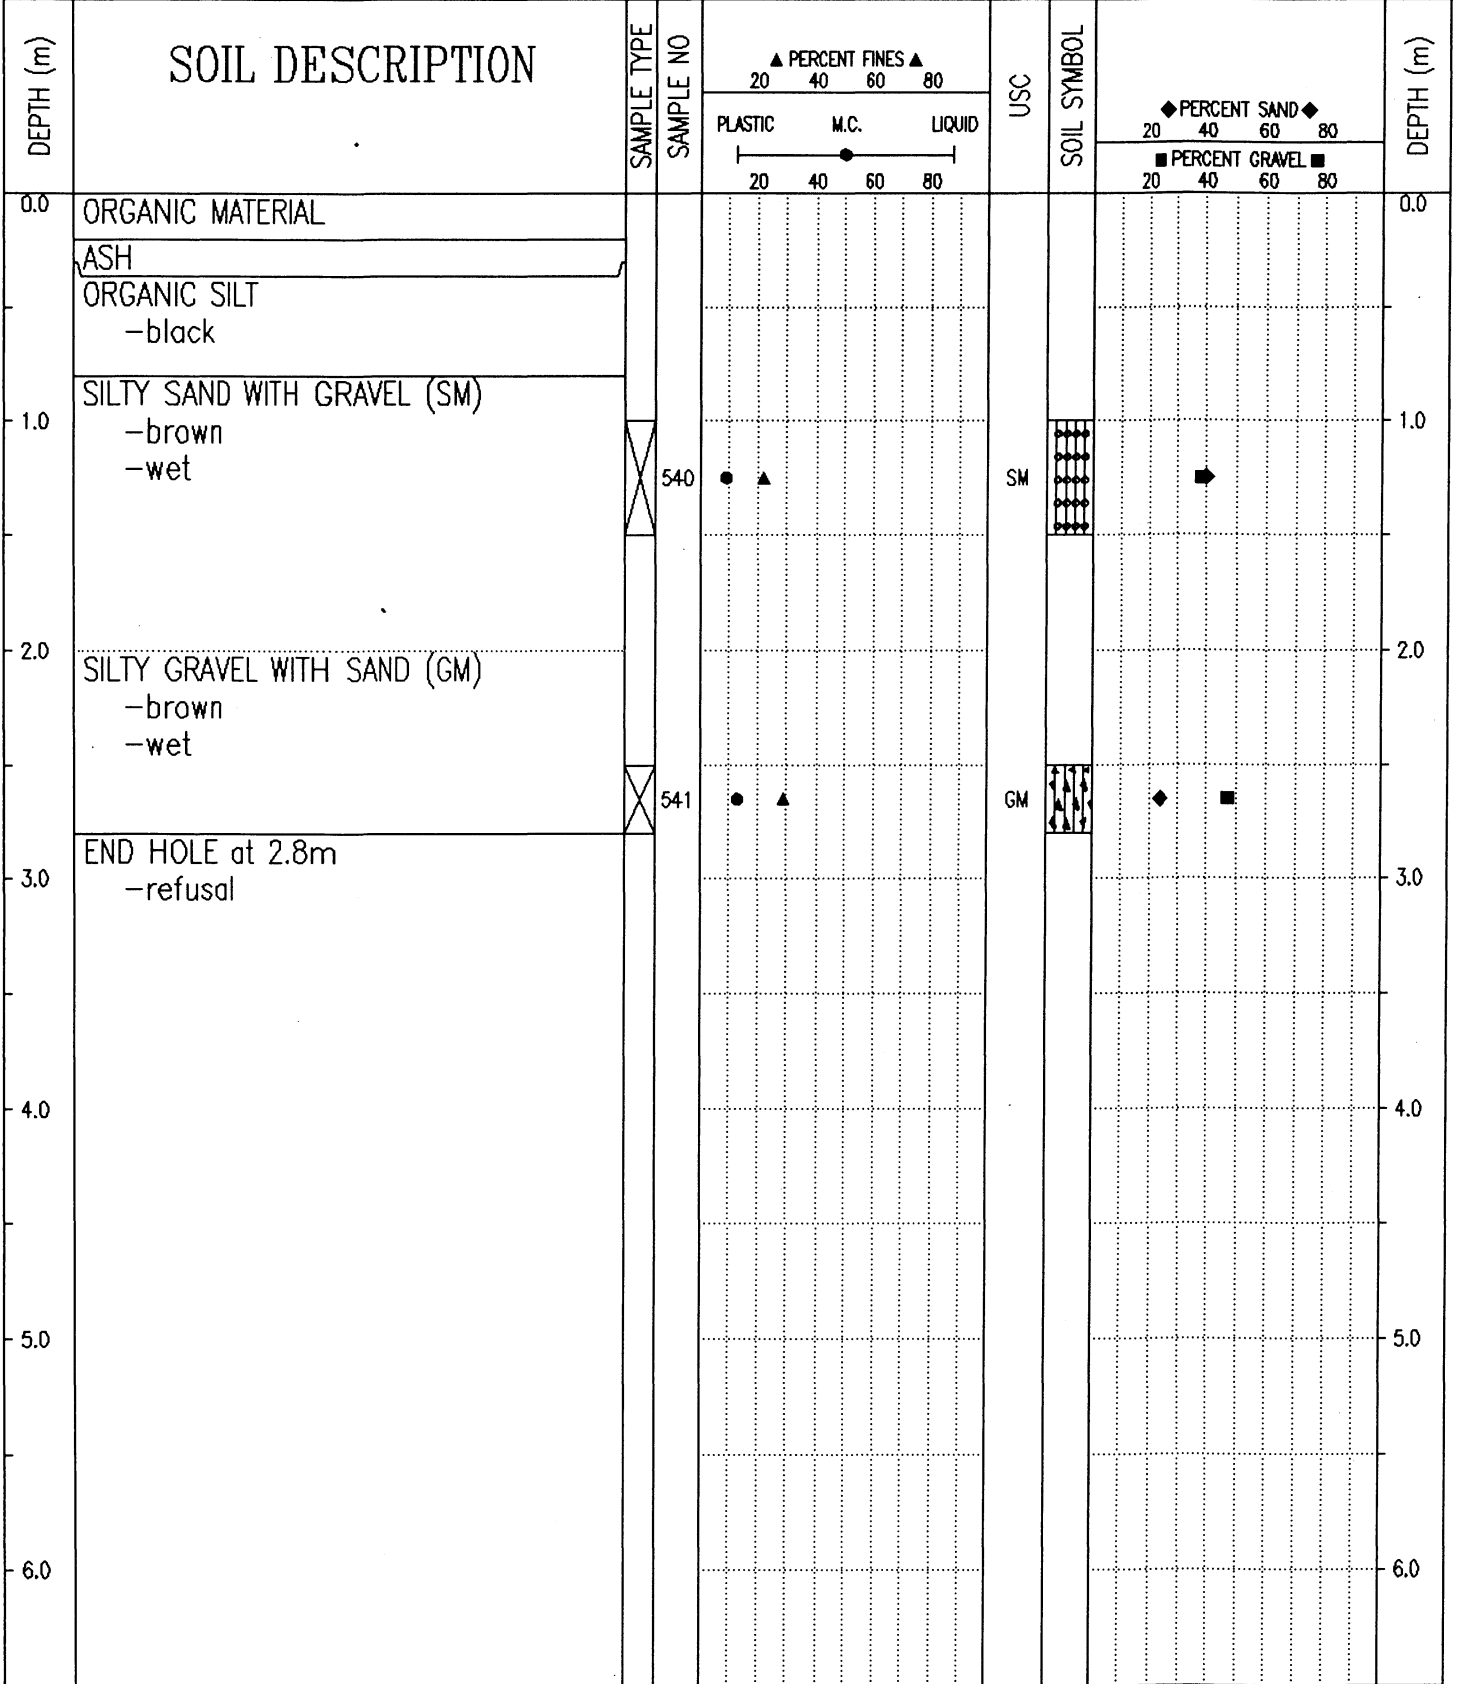 DEPTH (m)
SOIL DESCRIPTION
SAMPLE TYPE
SAMPLE NO
▲ PERCENT FINES ▲
20 40 60 80
PLASTIC M.C. LIQUID
20 40 60 80
USC
SOIL SYMBOL
◆ PERCENT SAND ◆
20 40 60 80
■ PERCENT GRAVEL ■
20 40 60 80
DEPTH (m)
0.0 ORGANIC MATERIAL 0.0
ASH
ORGANIC SILT
-black
SILTY SAND WITH GRAVEL (SM)
1.0 1.0
-brown
-wet
540 SM
2.0 2.0
SILTY GRAVEL WITH SAND (GM)
-brown
-wet
541 GM
END HOLE at 2.8m
3.0 3.0
-refusal
4.0 4.0
5.0 5.0
6.0 6.0